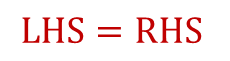 LHS = RHS